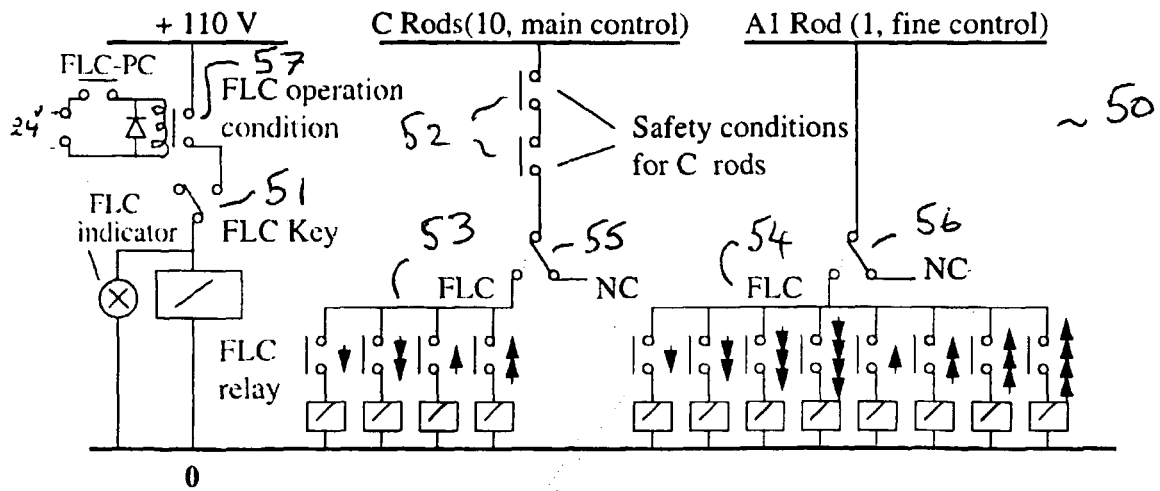 + 110 V
C Rods(10, main control)
A1 Rod (1, fine control)
FLC-PC
57
FLC operation
condition
24
52
Safety conditions
for C rods
~ 50
51
FLC Key
FLC
indicator
53
55
54
56
FLC
NC
FLC
NC
FLC
relay
0